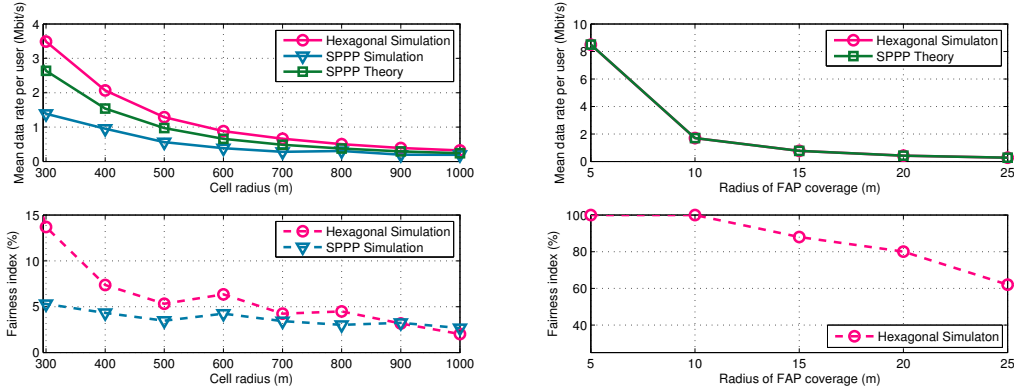 Mean data rate per user (Mbit/s)
4
3
2
1
0
300 400 500 600 700 800 900 1000
Cell radius (m)
Hexagonal Simulation
SPPP Simulation
SPPP Theory
Mean data rate per user (Mbit/s)
10
8
6
4
2
0
5 10 15 20 25
Radius of FAP coverage (m)
Hexagonal Simulaton
SPPP Theory
Fairness index (%)
15
10
5
0
300 400 500 600 700 800 900 1000
Cell radius (m)
Hexagonal Simulation
SPPP Simulation
Fairness index (%)
100
80
60
40
5 10 15 20 25
Radius of FAP coverage (m)
Hexagonal Simulaton